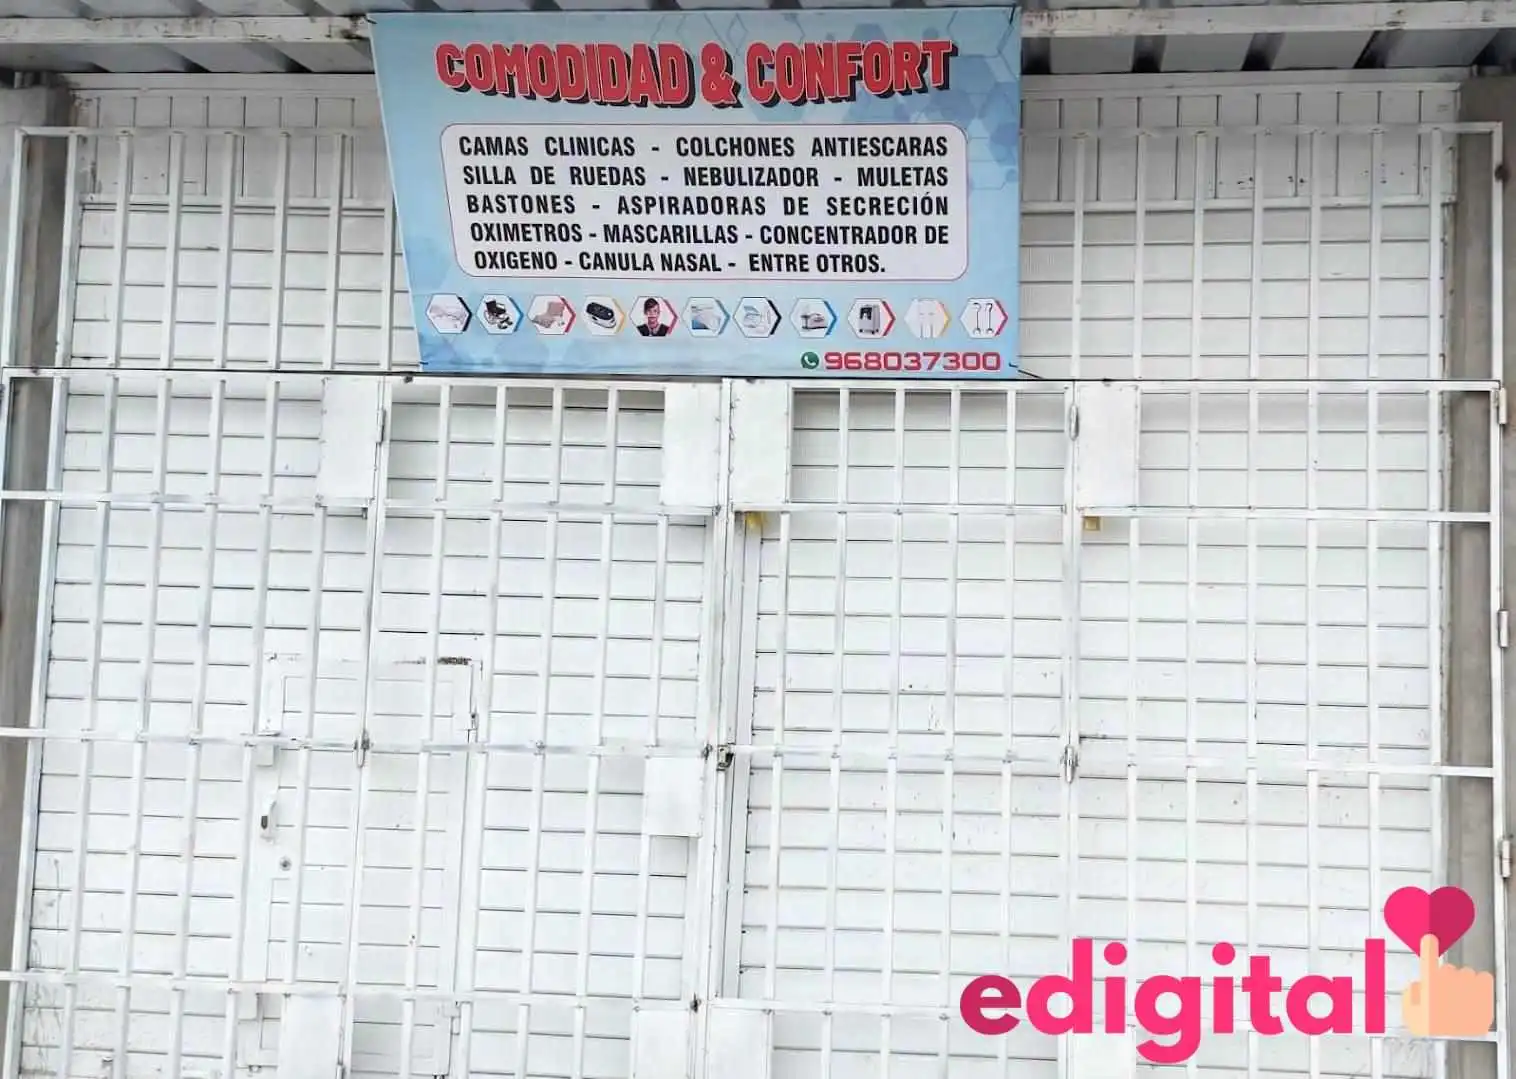 COMODIDAD & CONFORT
CAMAS CLINICAS - COLCHONES ANTIESCARAS
SILLA DE RUEDAS - NEBULIZADOR - MULETAS
BASTONES - ASPIRADORAS DE SECRECIÓN
OXIMETROS - MASCARILLAS - CONCENTRADOR DE
OXIGENO - CANULA NASAL - ENTRE OTROS.
968037300
edigital